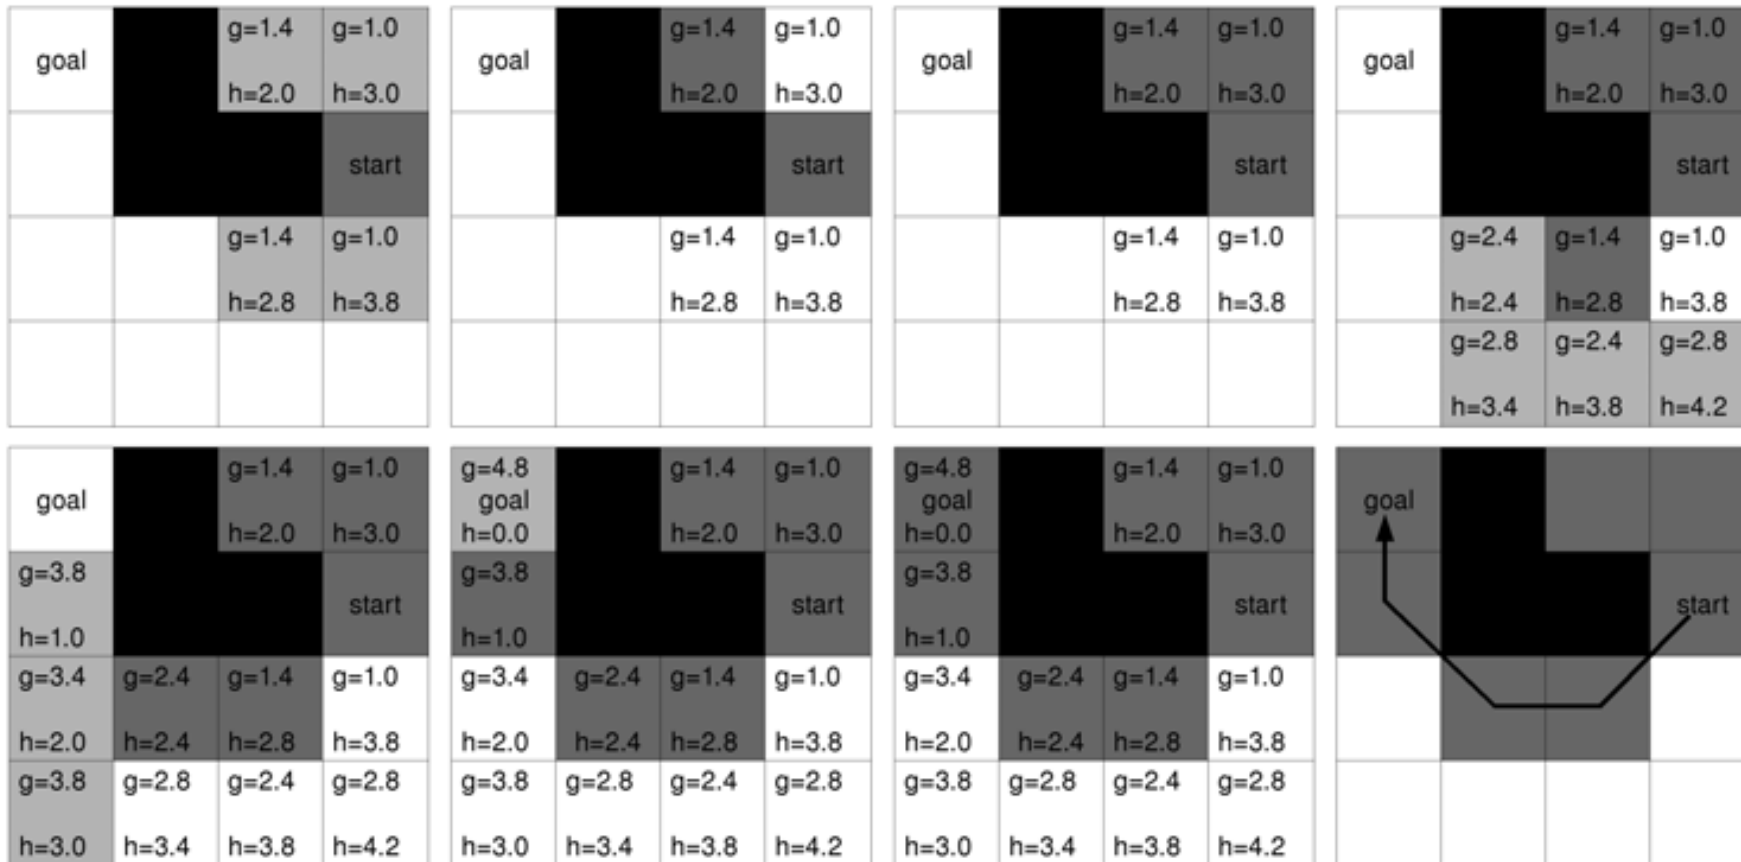 g=1.4 g=1.0
goal
h=2.0 h=3.0
start
g=1.4 g=1.0
h=2.8 h=3.8
g=1.4 g=1.0
goal
h=2.0 h=3.0
start
g=1.4 g=1.0
h=2.8 h=3.8
g=1.4 g=1.0
goal
h=2.0 h=3.0
start
g=1.4 g=1.0
h=2.8 h=3.8
g=1.4 g=1.0
goal
h=2.0 h=3.0
start
g=2.4 g=1.4 g=1.0
h=2.4 h=2.8 h=3.8
g=2.8 g=2.4 g=2.8
h=3.4 h=3.8 h=4.2
g=1.4 g=1.0
goal
h=2.0 h=3.0
g=3.8
start
h=1.0
g=3.4 g=2.4 g=1.4 g=1.0
h=2.0 h=2.4 h=2.8 h=3.8
g=3.8 g=2.8 g=2.4 g=2.8
h=3.0 h=3.4 h=3.8 h=4.2
g=4.8 g=1.4 g=1.0
goal
h=0.0 h=2.0 h=3.0
g=3.8
start
h=1.0
g=3.4 g=2.4 g=1.4 g=1.0
h=2.0 h=2.4 h=2.8 h=3.8
g=3.8 g=2.8 g=2.4 g=2.8
h=3.0 h=3.4 h=3.8 h=4.2
g=4.8 g=1.4 g=1.0
goal
h=0.0 h=2.0 h=3.0
g=3.8
start
h=1.0
g=3.4 g=2.4 g=1.4 g=1.0
h=2.0 h=2.4 h=2.8 h=3.8
g=3.8 g=2.8 g=2.4 g=2.8
h=3.0 h=3.4 h=3.8 h=4.2
goal
start